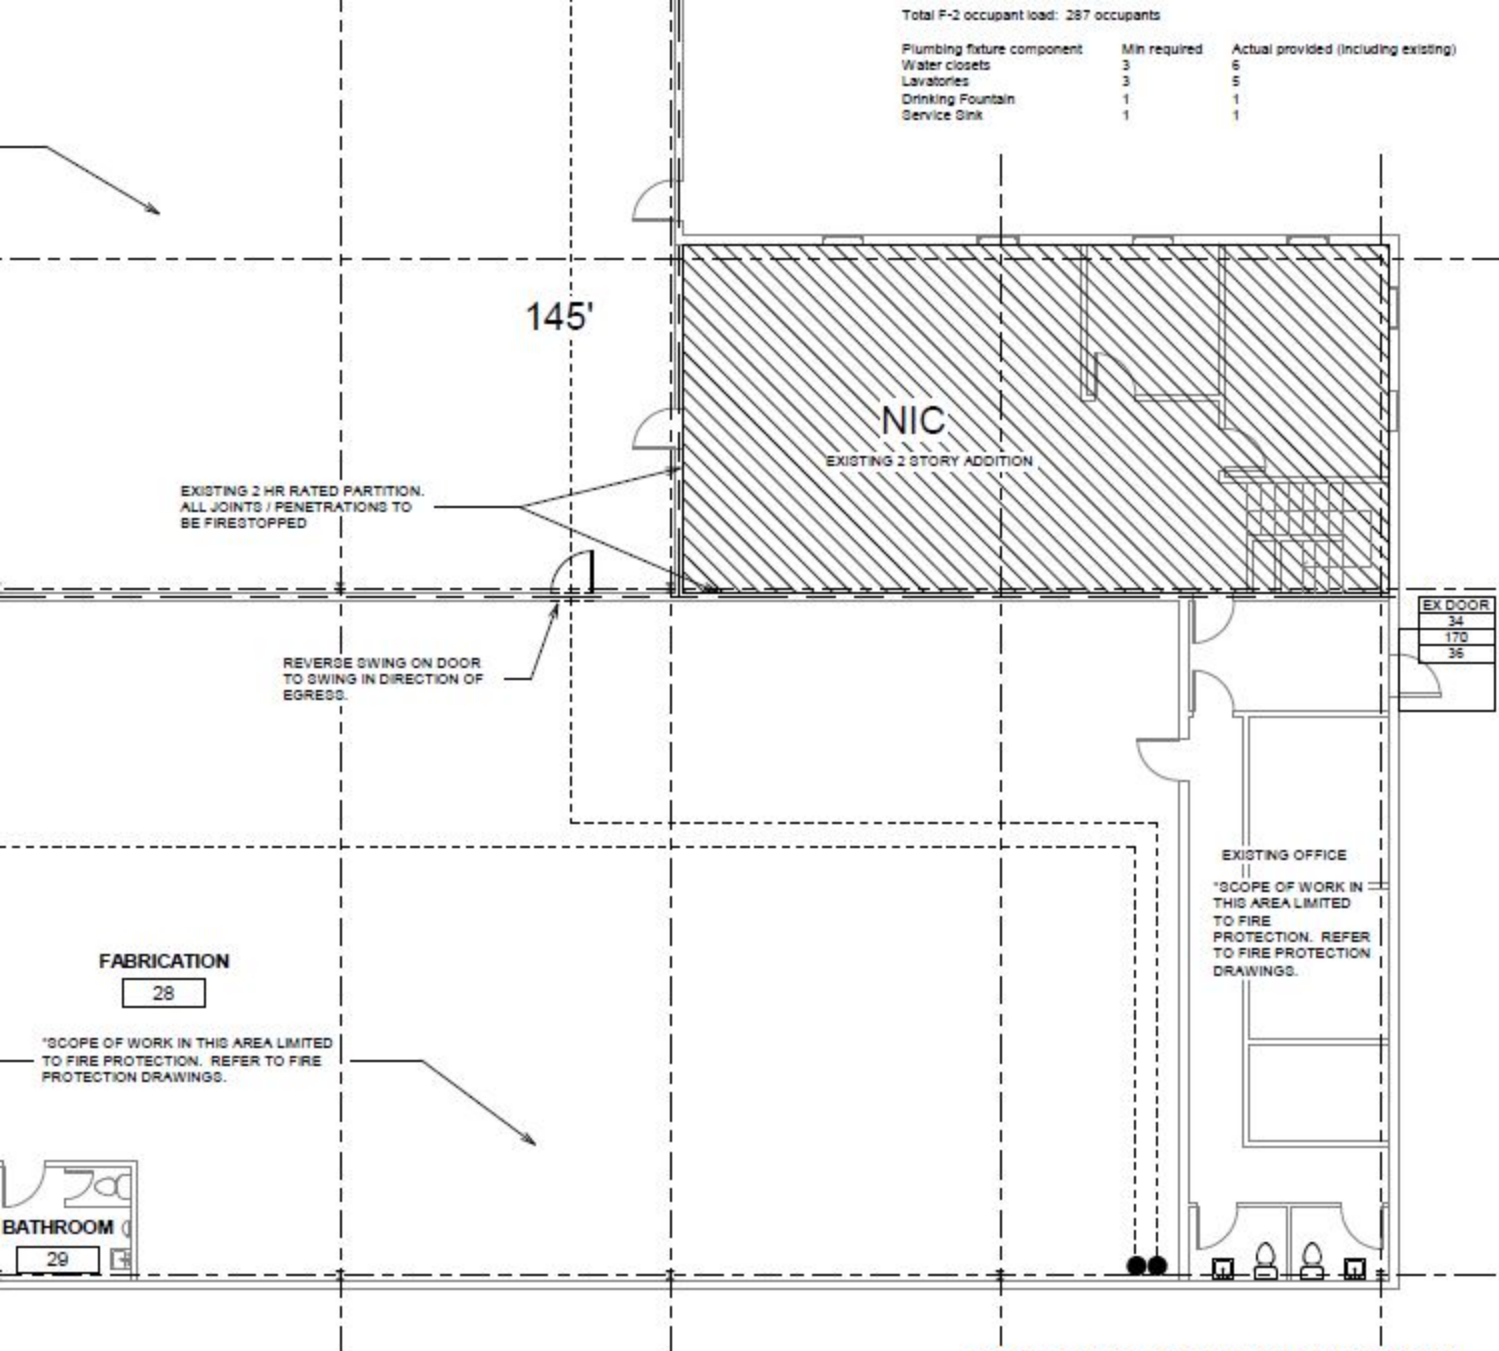 Total F-2 occupant load: 287 occupants
Plumbing fixture component Min required Actual provided (including existing)
Water closets 3 6
Lavatories 3 5
Drinking Fountain 1 1
Service Sink 1 1
145'
NIC
EXISTING 2 STORY ADDITION
EXISTING 2 HR RATED PARTITION.
ALL JOINTS / PENETRATIONS TO
BE FIRESTOPPED
EX DOOR
34
170
36
REVERSE SWING ON DOOR
TO SWING IN DIRECTION OF
EGRESS.
EXISTING OFFICE
*SCOPE OF WORK IN
THIS AREA LIMITED
TO FIRE
PROTECTION. REFER
TO FIRE PROTECTION
DRAWINGS.
FABRICATION
28
*SCOPE OF WORK IN THIS AREA LIMITED
TO FIRE PROTECTION. REFER TO FIRE
PROTECTION DRAWINGS.
BATHROOM
29